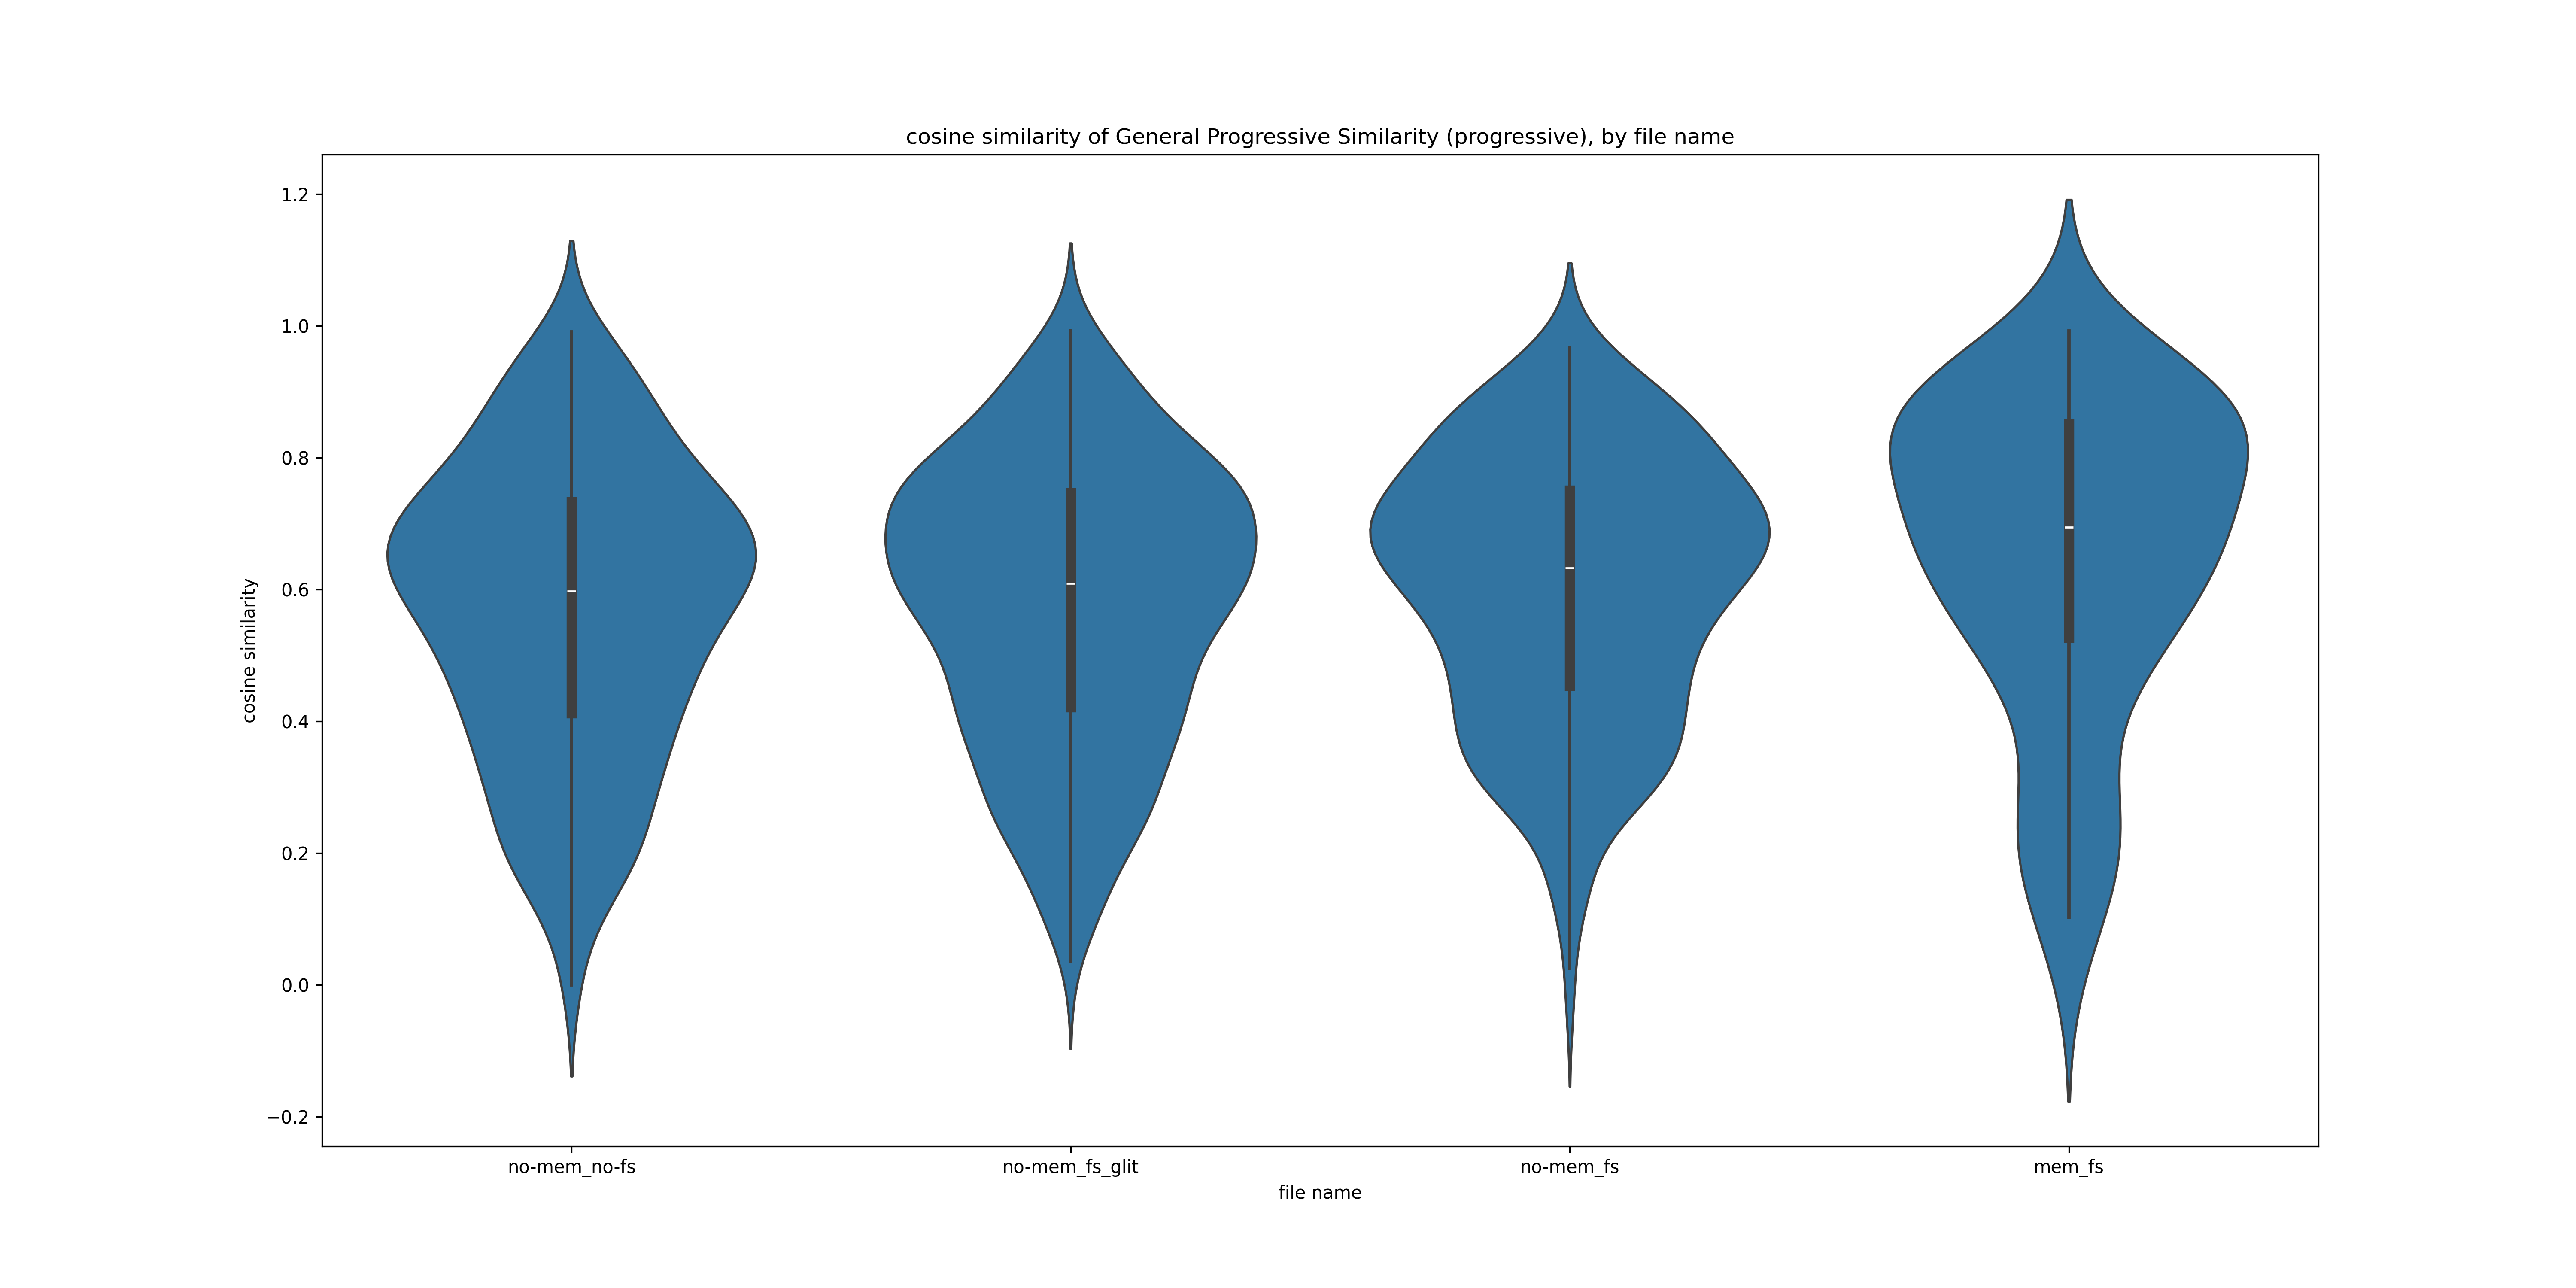 cosine similarity of General Progressive Similarity (progressive), by file name
1.2
1.0
0.8
0.6
0.4
0.2
0.0
−0.2
cosine similarity
no-mem_no-fs
no-mem_fs_glit
no-mem_fs
mem_fs
file name